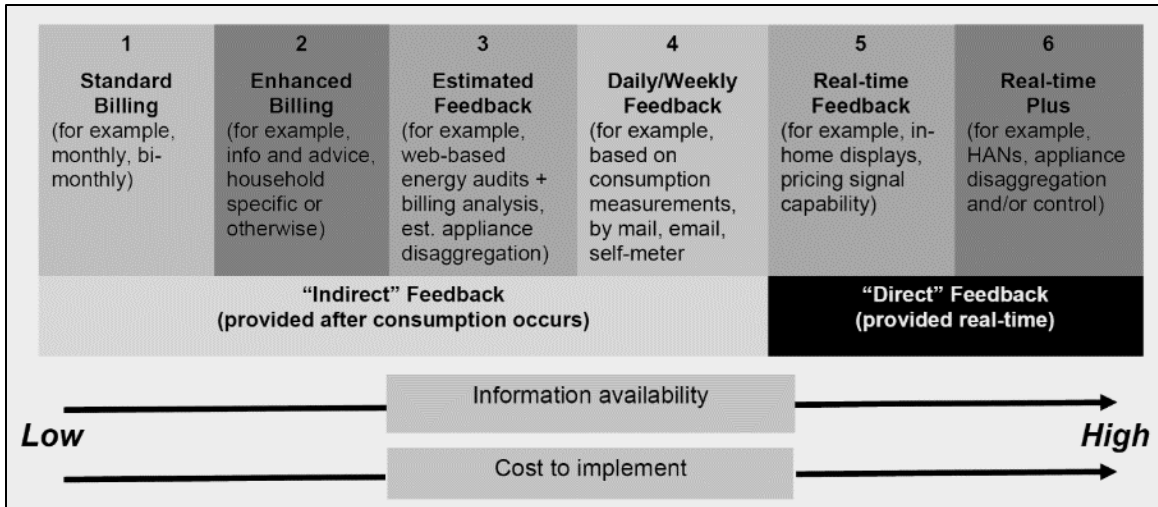 1
Standard
Billing
(for example,
monthly, bi-
monthly)
2
Enhanced
Billing
(for example,
info and advice,
household
specific or
otherwise)
3
Estimated
Feedback
(for example,
web-based
energy audits +
billing analysis,
est. appliance
disaggregation)
4
Daily/Weekly
Feedback
(for example,
based on
consumption
measurements,
by mail, email,
self-meter
5
Real-time
Feedback
(for example, in-
home displays,
pricing signal
capability)
6
Real-time
Plus
(for example,
HANs, appliance
disaggregation
and/or control)
“Indirect” Feedback
(provided after consumption occurs)
“Direct” Feedback
(provided real-time)
Information availability
Low
High
Cost to implement